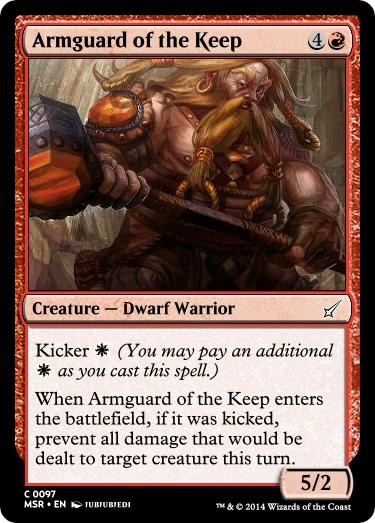 Armguard of the Keep 4
Creature — Dwarf Warrior
Kicker (You may pay an additional
as you cast this spell.)
When Armguard of the Keep enters
the battlefield, if it was kicked,
prevent all damage that would be
dealt to target creature this turn.
5/2
C 0097
MSR • EN JUBJUBJEDI
™ & © 2014 Wizards of the Coast